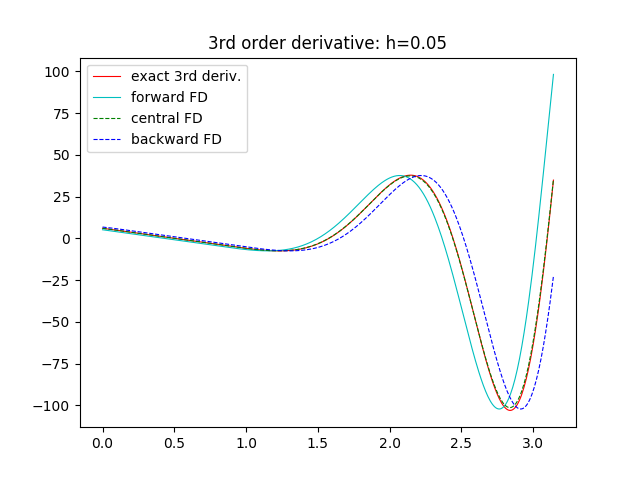 3rd order derivative: h=0.05
exact 3rd deriv.
forward FD
central FD
backward FD
100
75
50
25
0
−25
−50
−75
−100
0.0 0.5 1.0 1.5 2.0 2.5 3.0